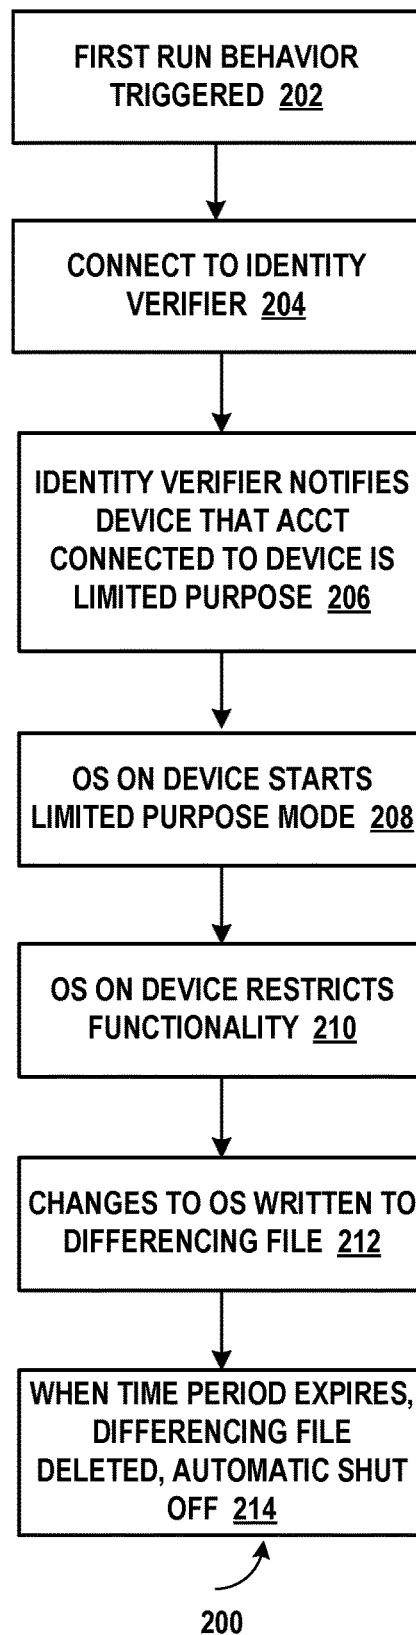 FIRST RUN BEHAVIOR
TRIGGERED 202
CONNECT TO IDENTITY
VERIFIER 204
IDENTITY VERIFIER NOTIFIES
DEVICE THAT ACCT
CONNECTED TO DEVICE IS
LIMITED PURPOSE 206
OS ON DEVICE STARTS
LIMITED PURPOSE MODE 208
OS ON DEVICE RESTRICTS
FUNCTIONALITY 210
CHANGES TO OS WRITTEN TO
DIFFERENCING FILE 212
WHEN TIME PERIOD EXPIRES,
DIFFERENCING FILE
DELETED, AUTOMATIC SHUT
OFF 214
200